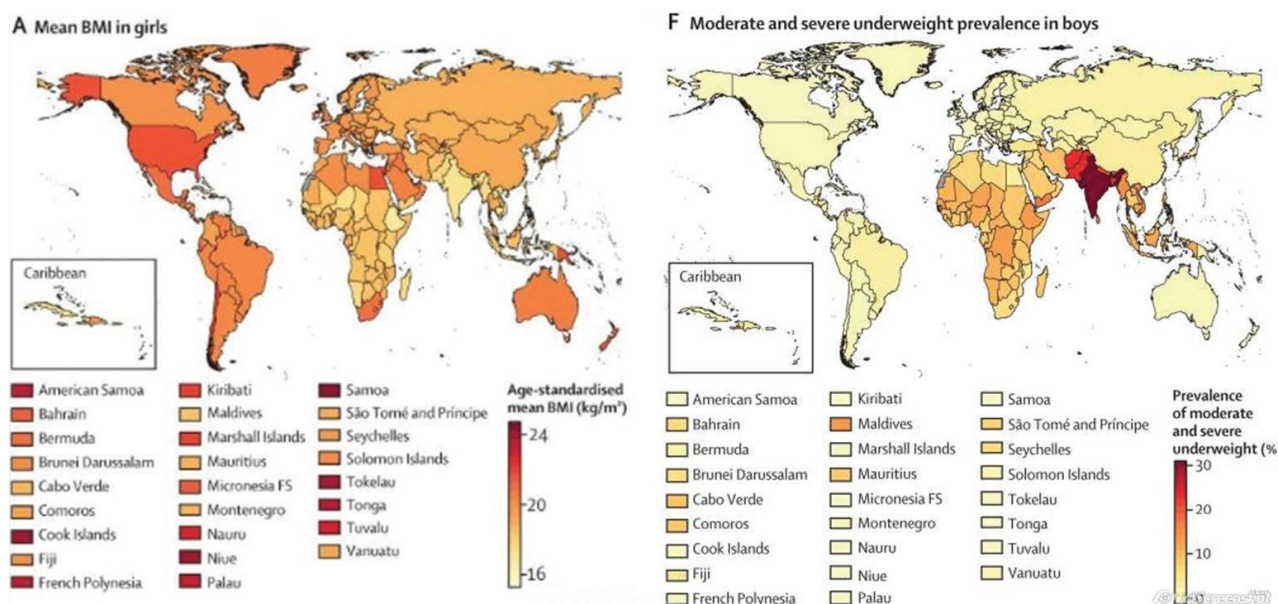 A Mean BMI in girls
Caribbean
American Samoa
Bahrain
Bermuda
Brunei Darussalam
Cabo Verde
Comoros
Cook Islands
Fiji
French Polynesia
Kiribati
Maldives
Marshall Islands
Mauritius
Micronesia FS
Montenegro
Nauru
Niue
Palau
Samoa
São Tomé and Príncipe
Seychelles
Solomon Islands
Tokelau
Tonga
Tuvalu
Vanuatu
Age-standardised
mean BMI (kg/m²)
24
20
16
F Moderate and severe underweight prevalence in boys
Caribbean
American Samoa
Bahrain
Bermuda
Brunei Darussalam
Cabo Verde
Comoros
Cook Islands
Fiji
French Polynesia
Kiribati
Maldives
Marshall Islands
Mauritius
Micronesia FS
Montenegro
Nauru
Niue
Palau
Samoa
São Tomé and Príncipe
Seychelles
Solomon Islands
Tokelau
Tonga
Tuvalu
Vanuatu
Prevalence
of moderate
and severe
underweight (%
30
20
10
0